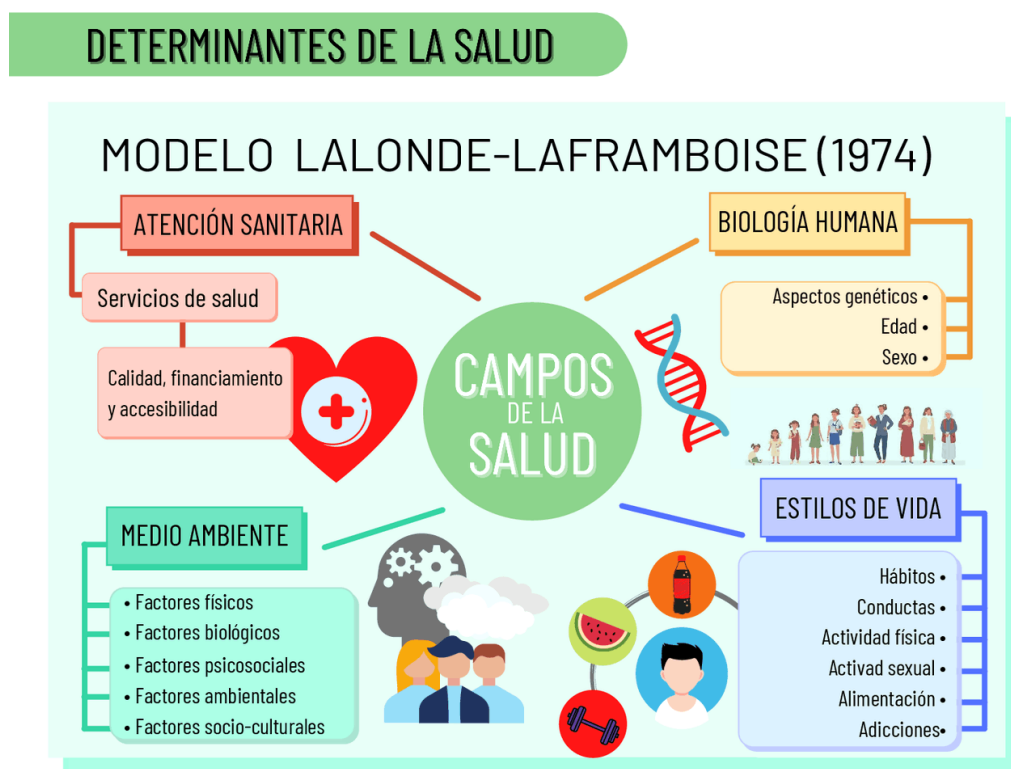 DETERMINANTES DE LA SALUD
MODELO LALONDE-LAFRAMBOISE (1974)
ATENCIÓN SANITARIA
Servicios de salud
Calidad, financiamiento
y accesibilidad
BIOLOGÍA HUMANA
Aspectos genéticos •
Edad •
Sexo •
CAMPOS
DE LA
SALUD
MEDIO AMBIENTE
• Factores físicos
• Factores biológicos
• Factores psicosociales
• Factores ambientales
• Factores socio-culturales
ESTILOS DE VIDA
Hábitos •
Conductas •
Actividad física •
Activad sexual •
Alimentación •
Adicciones•